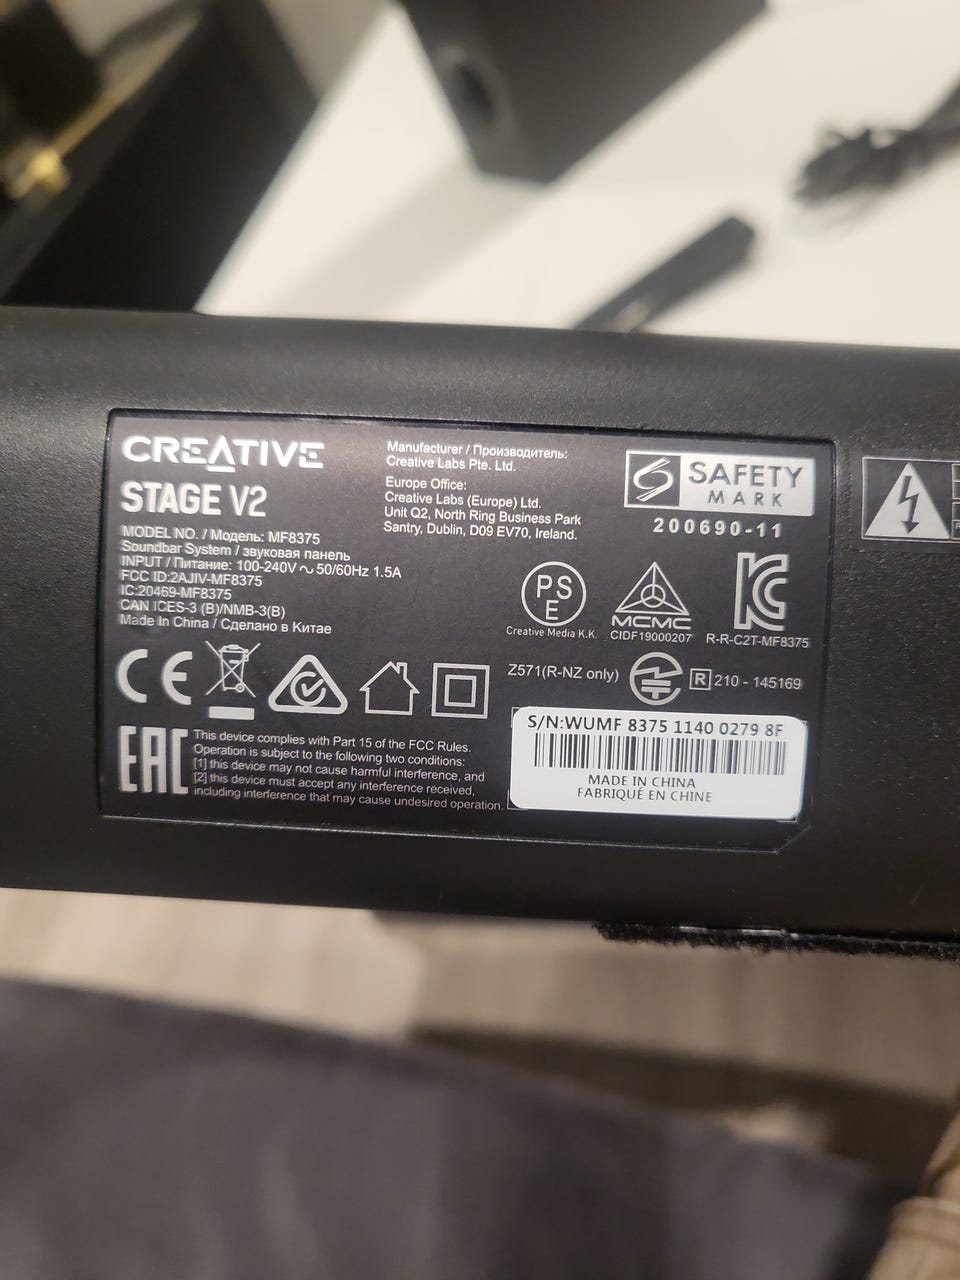 CREATIVE
STAGE V2
MODEL NO. / Модель: MF8375
Soundbar System / звуковая панель
INPUT / Питание: 100-240V ~ 50/60Hz 1.5A
FCC ID:2AJIV-MF8375
IC:20469-MF8375
CAN ICES-3 (B)/NMB-3(B)
Made In China / Сделано в Китае
Manufacturer / Производитель:
Creative Labs Pte. Ltd.
Europe Office:
Creative Labs (Europe) Ltd.
Unit Q2, North Ring Business Park
Santry, Dublin, D09 EV70, Ireland.
SAFETY
MARK
200690-11
PS
E
Creative Media K.K.
MCMC
CIDF19000207
KC
R-R-C2T-MF8375
CE
Z571(R-NZ only)
R 210 - 145169
EAC
This device complies with Part 15 of the FCC Rules.
Operation is subject to the following two conditions:
[1] this device may not cause harmful interference, and
[2] this device must accept any interference received,
including interference that may cause undesired operation.
S/N:WUMF 8375 1140 0279 8F
MADE IN CHINA
FABRIQUÉ EN CHINE